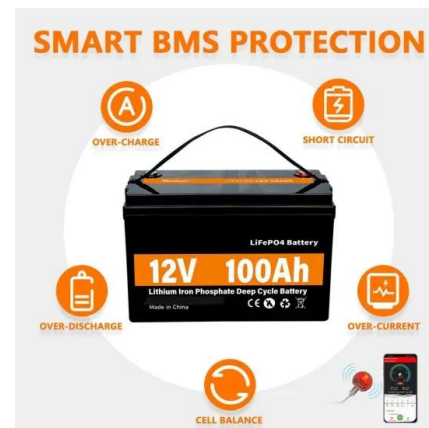 SMART BMS PROTECTION
OVER-CHARGE
SHORT CIRCUIT
LiFePO4 Battery
12V 100Ah
Lithium Iron Phosphate Deep Cycle Battery
Made in China
CE
OVER-DISCHARGE
OVER-CURRENT
CELL BALANCE